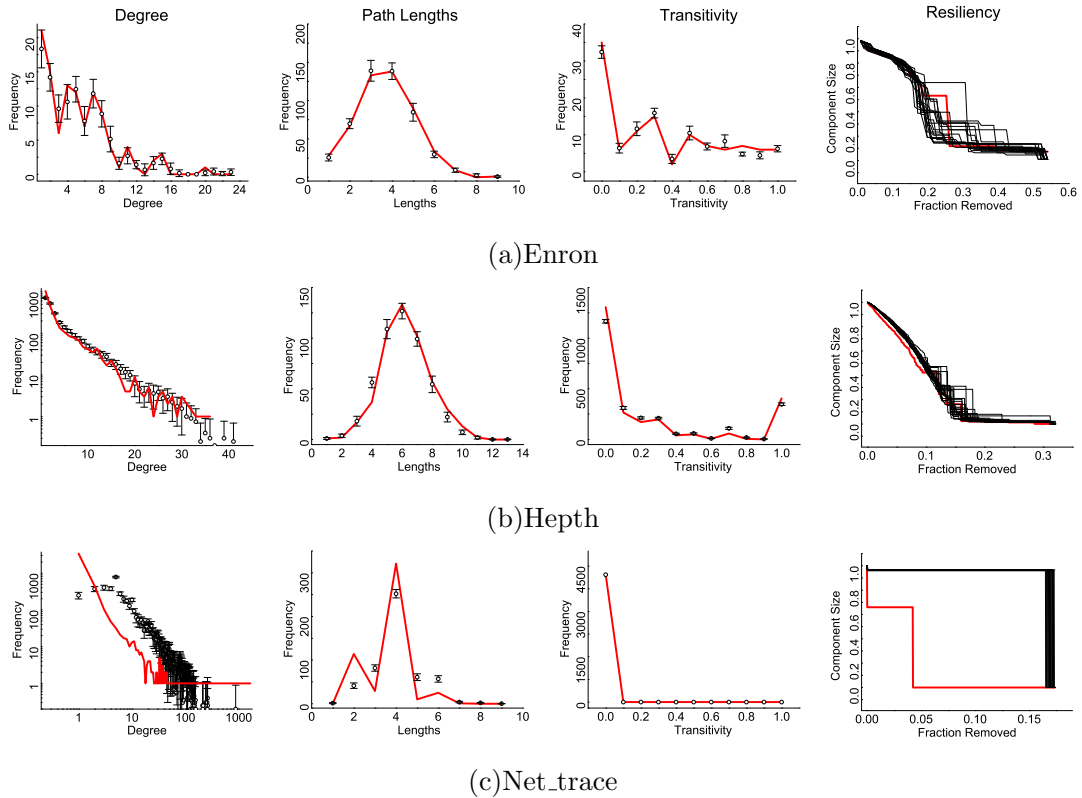 Degree Path Lengths Transitivity Resiliency
Frequency
0 5 10 15 20
4 8 12 16 20 24
Degree
Frequency
0 50 100 150 200
0 2 4 6 8 10
Lengths
Frequency
0 10 20 30 40
0.0 0.2 0.4 0.6 0.8 1.0
Transitivity
Component Size
0.0 0.2 0.4 0.6 0.8 1.0
0.0 0.1 0.2 0.3 0.4 0.5 0.6
Fraction Removed
(a)Enron
Frequency
1 10 100 1000
10 20 30 40
Degree
Frequency
0 50 100 150
0 2 4 6 8 10 12 14
Lengths
Frequency
0 500 1000 1500
0.0 0.2 0.4 0.6 0.8 1.0
Transitivity
Component Size
0.0 0.2 0.4 0.6 0.8 1.0
0.0 0.1 0.2 0.3
Fraction Removed
(b)Hepth
Frequency
1 10 100 1000
1 10 100 1000
Degree
Frequency
0 100 200 300
0 2 4 6 8 10
Lengths
Frequency
0 1500 3000 4500
0.0 0.2 0.4 0.6 0.8 1.0
Transitivity
Component Size
0.0 0.2 0.4 0.6 0.8 1.0
0.00 0.05 0.10 0.15
Fraction Removed
(c)Net_trace